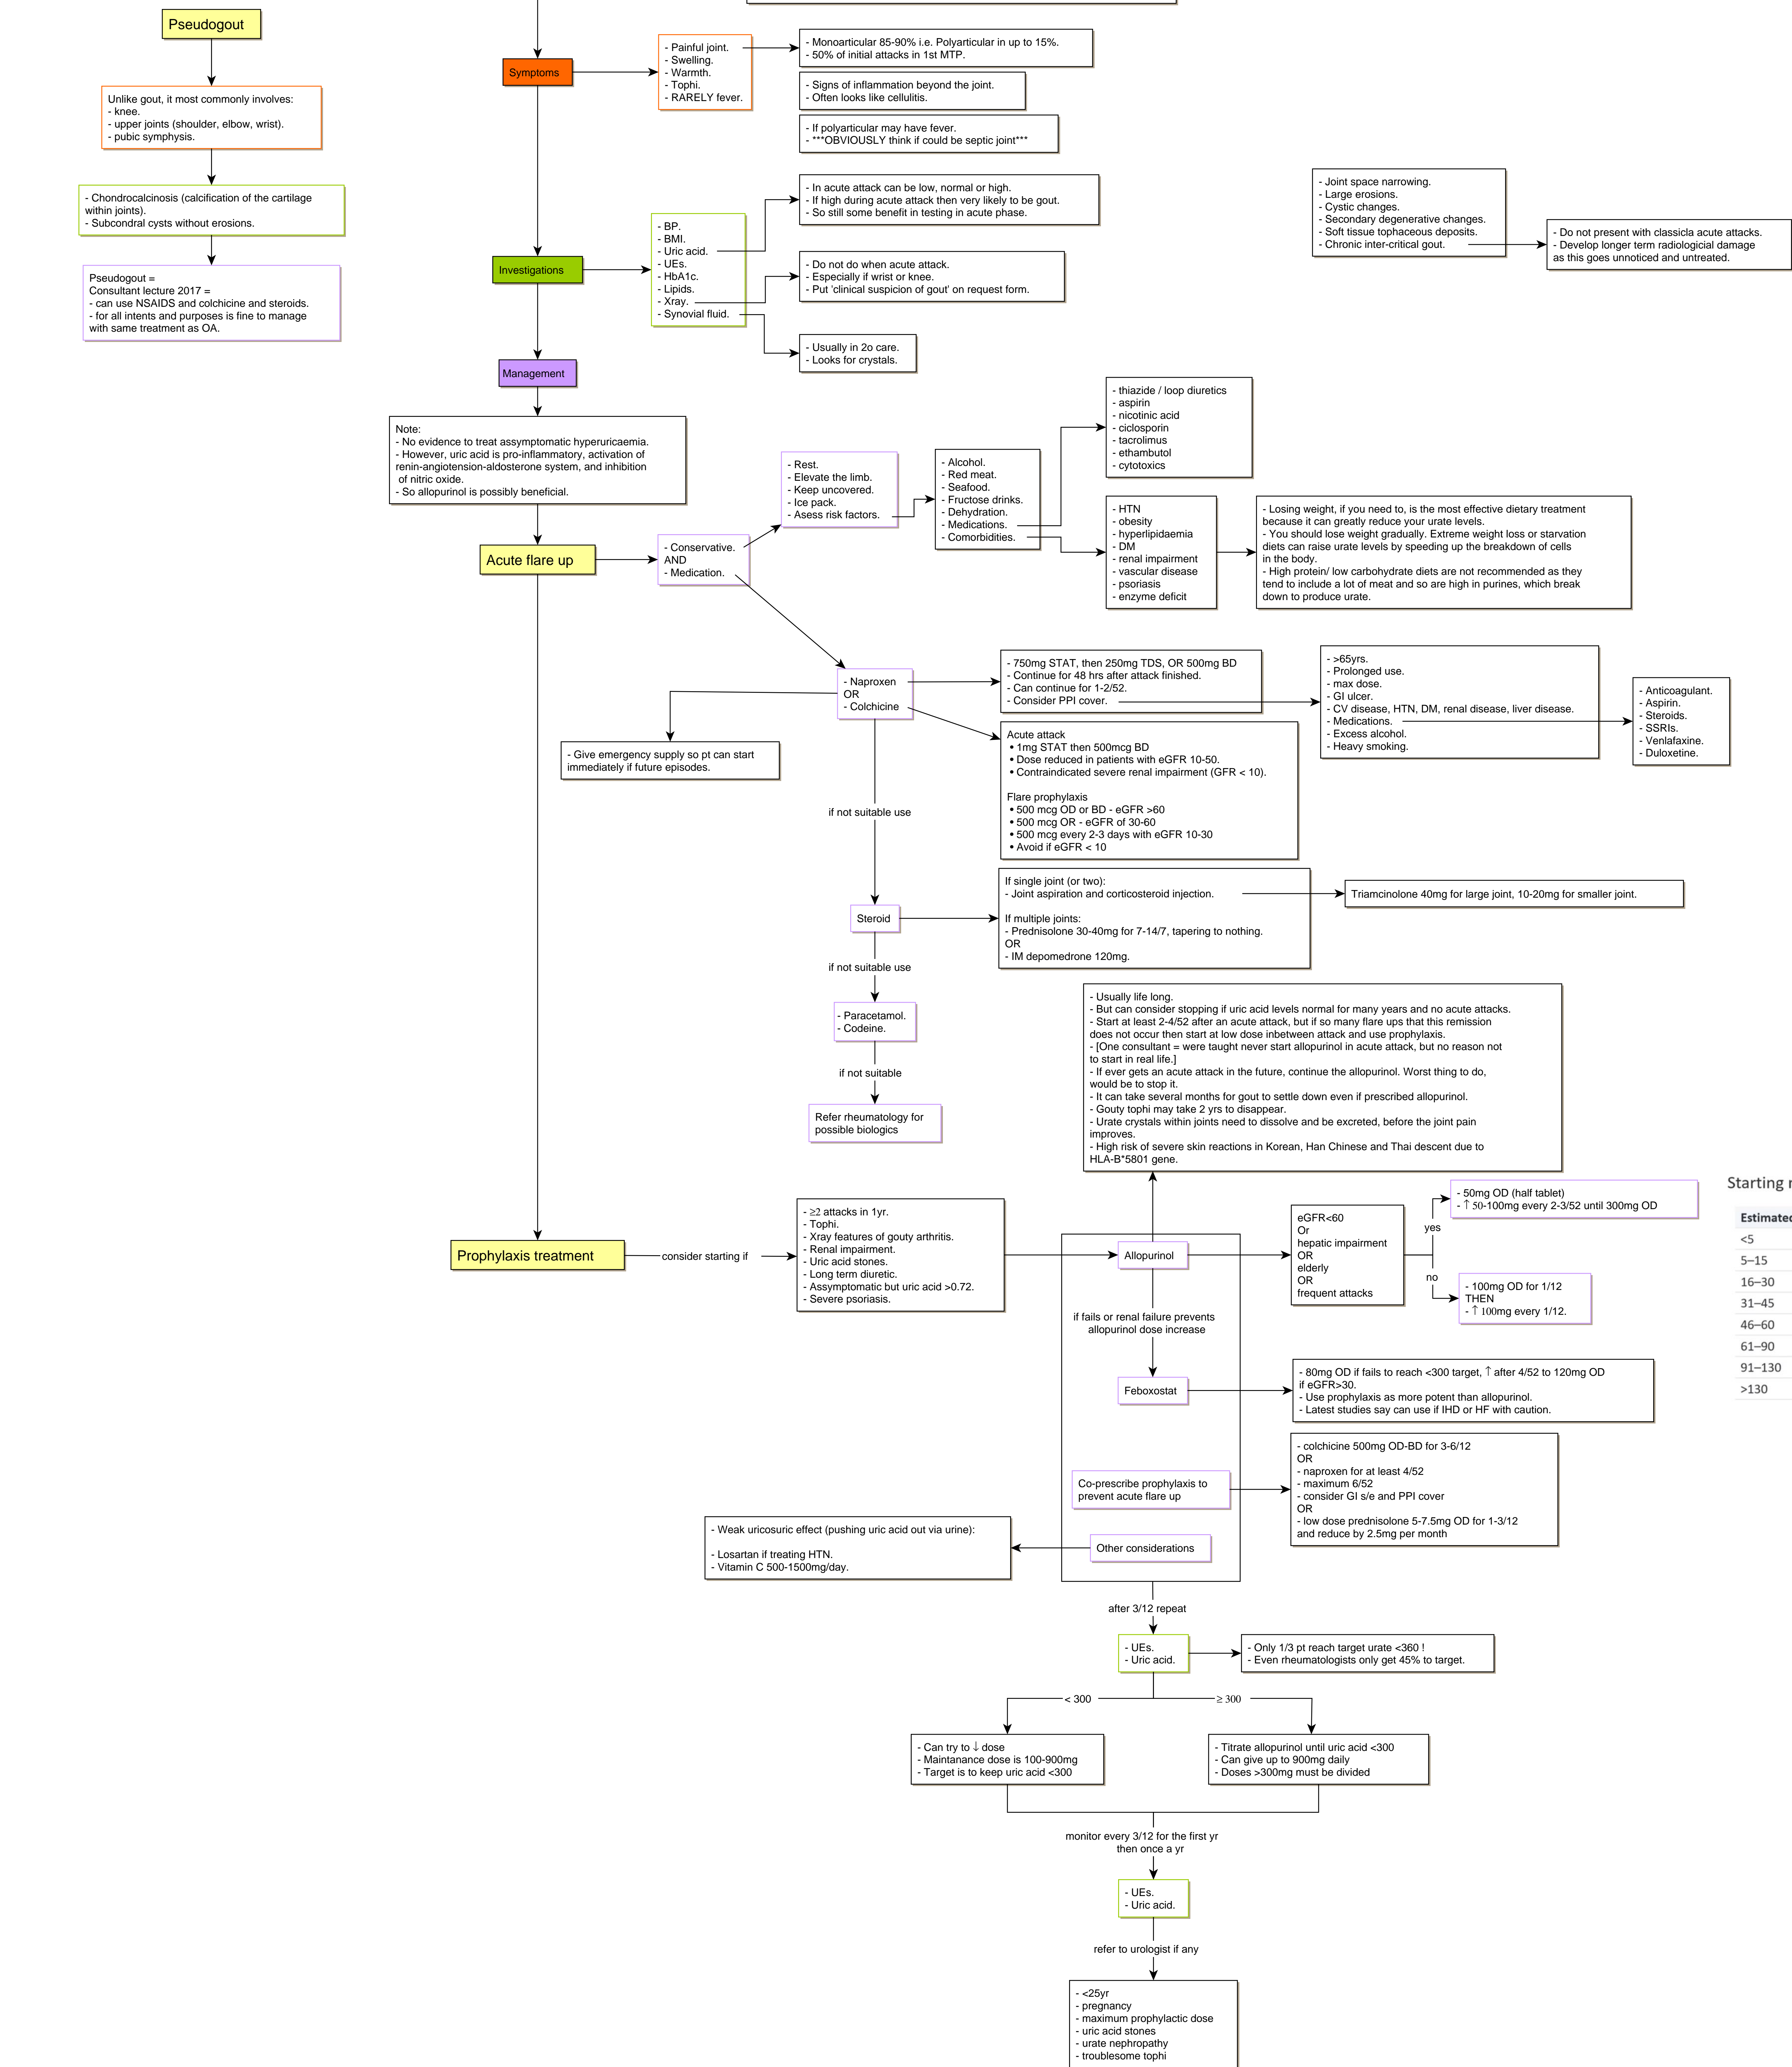 Pseudogout
Unlike gout, it most commonly involves:
- knee.
- upper joints (shoulder, elbow, wrist).
- pubic symphysis.
- Chondrocalcinosis (calcification of the cartilage
within joints).
- Subcondral cysts without erosions.
Pseudogout =
Consultant lecture 2017 =
- can use NSAIDS and colchicine and steroids.
- for all intents and purposes is fine to manage
with same treatment as OA.
Symptoms
- Painful joint.
- Swelling.
- Warmth.
- Tophi.
- RARELY fever.
- Monoarticular 85-90% i.e. Polyarticular in up to 15%.
- 50% of initial attacks in 1st MTP.
- Signs of inflammation beyond the joint.
- Often looks like cellulitis.
- If polyarticular may have fever.
- ***OBVIOUSLY think if could be septic joint***
Investigations
- BP.
- BMI.
- Uric acid.
- UEs.
- HbA1c.
- Lipids.
- Xray.
- Synovial fluid.
- In acute attack can be low, normal or high.
- If high during acute attack then very likely to be gout.
- So still some benefit in testing in acute phase.
- Do not do when acute attack.
- Especially if wrist or knee.
- Put 'clinical suspicion of gout' on request form.
- Usually in 2o care.
- Looks for crystals.
- Joint space narrowing.
- Large erosions.
- Cystic changes.
- Secondary degenerative changes.
- Soft tissue tophaceous deposits.
- Chronic inter-critical gout.
- Do not present with classicla acute attacks.
- Develop longer term radiologicial damage
as this goes unnoticed and untreated.
Management
Note:
- No evidence to treat assymptomatic hyperuricaemia.
- However, uric acid is pro-inflammatory, activation of
renin-angiotension-aldosterone system, and inhibition
of nitric oxide.
- So allopurinol is possibly beneficial.
Acute flare up
- Conservative.
AND
- Medication.
- Rest.
- Elevate the limb.
- Keep uncovered.
- Ice pack.
- Asess risk factors.
- Alcohol.
- Red meat.
- Seafood.
- Fructose drinks.
- Dehydration.
- Medications.
- Comorbidities.
- thiazide / loop diuretics
- aspirin
- nicotinic acid
- ciclosporin
- tacrolimus
- ethambutol
- cytotoxics
- HTN
- obesity
- hyperlipidaemia
- DM
- renal impairment
- vascular disease
- psoriasis
- enzyme deficit
- Losing weight, if you need to, is the most effective dietary treatment
because it can greatly reduce your urate levels.
- You should lose weight gradually. Extreme weight loss or starvation
diets can raise urate levels by speeding up the breakdown of cells
in the body.
- High protein/ low carbohydrate diets are not recommended as they
tend to include a lot of meat and so are high in purines, which break
down to produce urate.
- Naproxen
OR
- Colchicine
- Give emergency supply so pt can start
immediately if future episodes.
- 750mg STAT, then 250mg TDS, OR 500mg BD
- Continue for 48 hrs after attack finished.
- Can continue for 1-2/52.
- Consider PPI cover.
- >65yrs.
- Prolonged use.
- max dose.
- GI ulcer.
- CV disease, HTN, DM, renal disease, liver disease.
- Medications.
- Excess alcohol.
- Heavy smoking.
- Anticoagulant.
- Aspirin.
- Steroids.
- SSRIs.
- Venlafaxine.
- Duloxetine.
Acute attack
• 1mg STAT then 500mcg BD
• Dose reduced in patients with eGFR 10-50.
• Contraindicated severe renal impairment (GFR < 10).
Flare prophylaxis
• 500 mcg OD or BD - eGFR >60
• 500 mcg OR - eGFR of 30-60
• 500 mcg every 2-3 days with eGFR 10-30
• Avoid if eGFR < 10
if not suitable use
Steroid
If single joint (or two):
- Joint aspiration and corticosteroid injection.
If multiple joints:
- Prednisolone 30-40mg for 7-14/7, tapering to nothing.
OR
- IM depomedrone 120mg.
Triamcinolone 40mg for large joint, 10-20mg for smaller joint.
if not suitable use
- Paracetamol.
- Codeine.
if not suitable
Refer rheumatology for
possible biologics
- Usually life long.
- But can consider stopping if uric acid levels normal for many years and no acute attacks.
- Start at least 2-4/52 after an acute attack, but if so many flare ups that this remission
does not occur then start at low dose inbetween attack and use prophylaxis.
- [One consultant = were taught never start allopurinol in acute attack, but no reason not
to start in real life.]
- If ever gets an acute attack in the future, continue the allopurinol. Worst thing to do,
would be to stop it.
- It can take several months for gout to settle down even if prescribed allopurinol.
- Gouty tophi may take 2 yrs to disappear.
- Urate crystals within joints need to dissolve and be excreted, before the joint pain
improves.
- High risk of severe skin reactions in Korean, Han Chinese and Thai descent due to
HLA-B*5801 gene.
Prophylaxis treatment
consider starting if
- ≥2 attacks in 1yr.
- Tophi.
- Xray features of gouty arthritis.
- Renal impairment.
- Uric acid stones.
- Long term diuretic.
- Assymptomatic but uric acid >0.72.
- Severe psoriasis.
Allopurinol
eGFR<60
Or
hepatic impairment
OR
elderly
OR
frequent attacks
yes
- 50mg OD (half tablet)
- ↑ 50-100mg every 2-3/52 until 300mg OD
no
- 100mg OD for 1/12
THEN
- ↑ 100mg every 1/12.
Starting
Estimated
<5
5–15
16–30
31–45
46–60
61–90
91–130
>130
if fails or renal failure prevents
allopurinol dose increase
Feboxostat
- 80mg OD if fails to reach <300 target, ↑ after 4/52 to 120mg OD
if eGFR>30.
- Use prophylaxis as more potent than allopurinol.
- Latest studies say can use if IHD or HF with caution.
Co-prescribe prophylaxis to
prevent acute flare up
- colchicine 500mg OD-BD for 3-6/12
OR
- naproxen for at least 4/52
- maximum 6/52
- consider GI s/e and PPI cover
OR
- low dose prednisolone 5-7.5mg OD for 1-3/12
and reduce by 2.5mg per month
Other considerations
- Weak uricosuric effect (pushing uric acid out via urine):
- Losartan if treating HTN.
- Vitamin C 500-1500mg/day.
after 3/12 repeat
- UEs.
- Uric acid.
- Only 1/3 pt reach target urate <360 !
- Even rheumatologists only get 45% to target.
< 300
≥ 300
- Can try to ↓ dose
- Maintanance dose is 100-900mg
- Target is to keep uric acid <300
- Titrate allopurinol until uric acid <300
- Can give up to 900mg daily
- Doses >300mg must be divided
monitor every 3/12 for the first yr
then once a yr
- UEs.
- Uric acid.
refer to urologist if any
- <25yr
- pregnancy
- maximum prophylactic dose
- uric acid stones
- urate nephropathy
- troublesome tophi